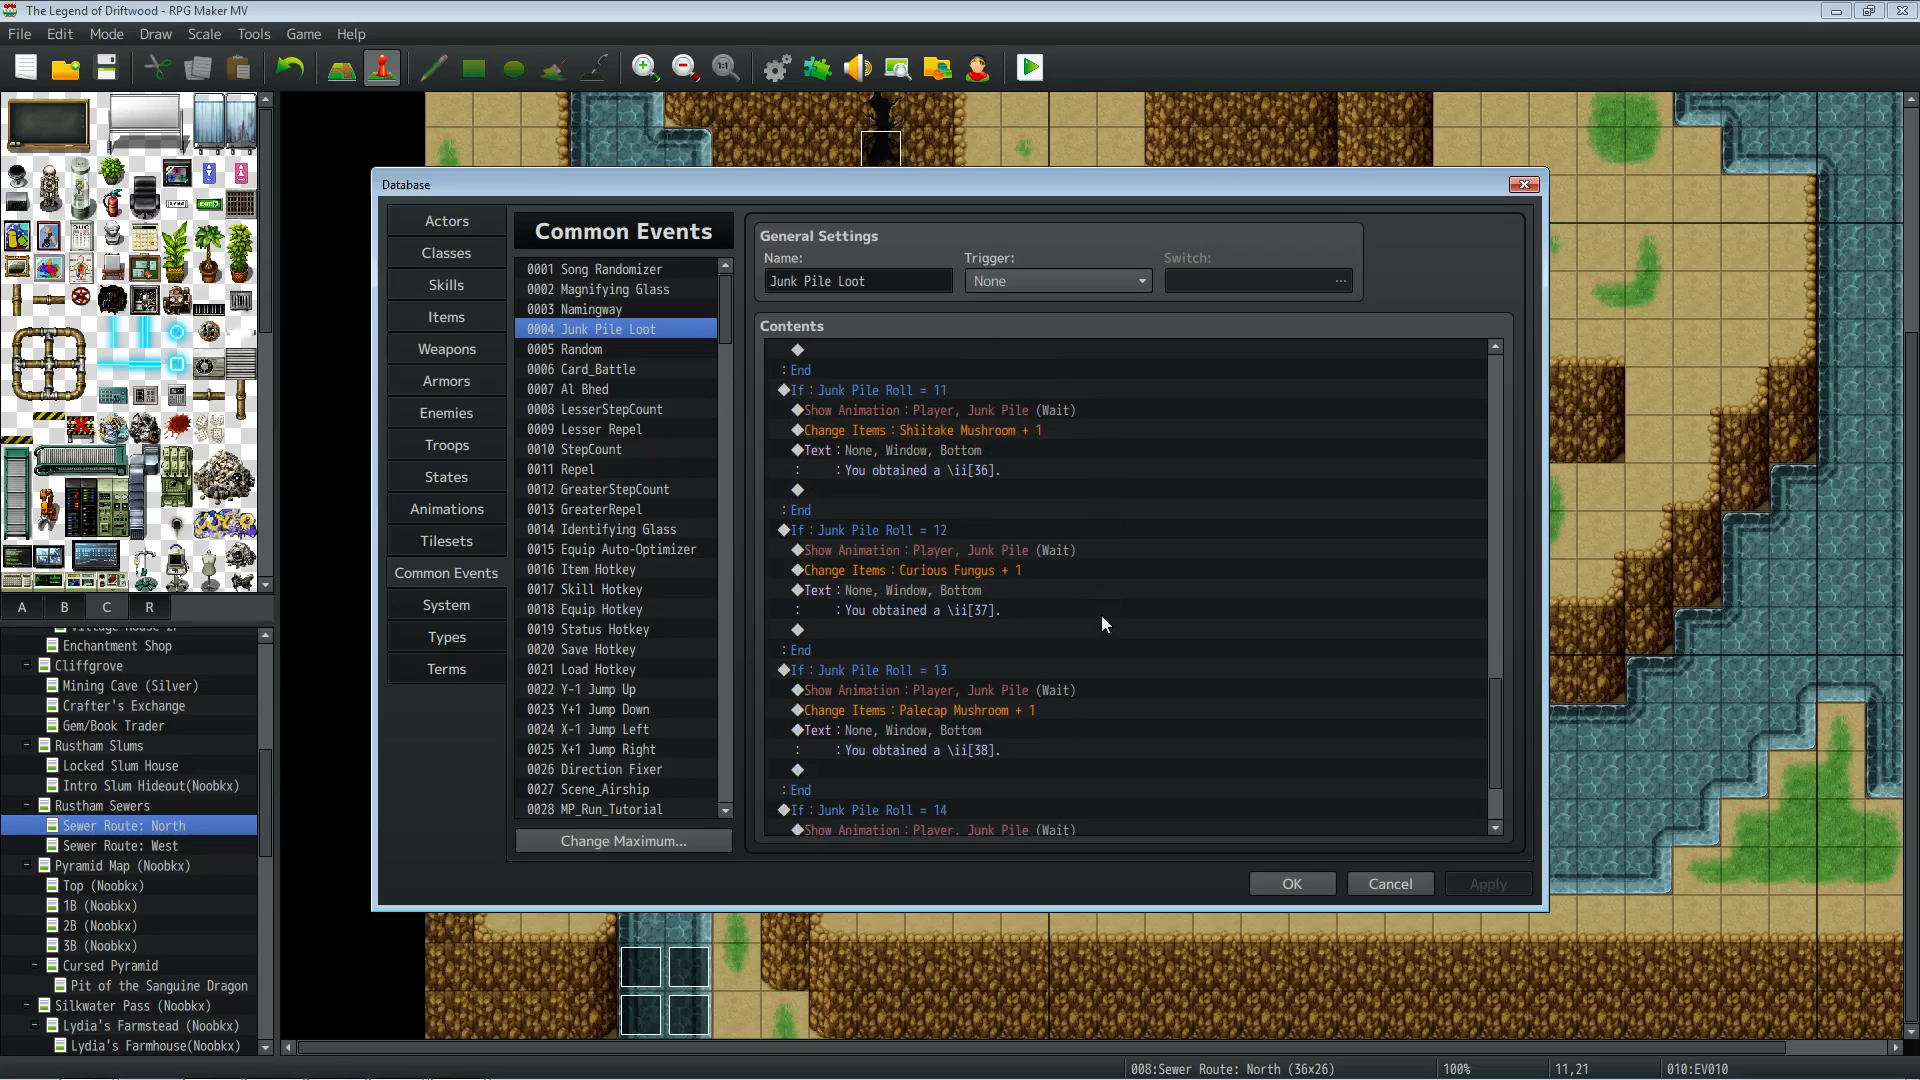 The Legend of Driftwood - RPG Maker MV
File Edit Mode Draw Scale Tools Game Help
Database
Actors
Classes
Skills
Items
Weapons
Armors
Enemies
Troops
States
Animations
Tilesets
Common Events
System
Types
Terms
Common Events
0001 Song Randomizer
0002 Magnifying Glass
0003 Namingway
0004 Junk Pile Loot
0005 Random
0006 Card_Battle
0007 Al Bhed
0008 LesserStepCount
0009 Lesser Repel
0010 StepCount
0011 Repel
0012 GreaterStepCount
0013 GreaterRepel
0014 Identifying Glass
0015 Equip Auto-Optimizer
0016 Item Hotkey
0017 Skill Hotkey
0018 Equip Hotkey
0019 Status Hotkey
0020 Save Hotkey
0021 Load Hotkey
0022 Y-1 Jump Up
0023 Y+1 Jump Down
0024 X-1 Jump Left
0025 X+1 Jump Right
0026 Direction Fixer
0027 Scene_Airship
0028 MP_Run_Tutorial
Change Maximum...
General Settings
Name: Trigger: Switch:
Junk Pile Loot None ...
Contents
◆
: End
◆If : Junk Pile Roll = 11
◆Show Animation : Player, Junk Pile (Wait)
◆Change Items : Shiitake Mushroom + 1
◆Text : None, Window, Bottom
: : You obtained a \ii[36].
◆
: End
◆If : Junk Pile Roll = 12
◆Show Animation : Player, Junk Pile (Wait)
◆Change Items : Curious Fungus + 1
◆Text : None, Window, Bottom
: : You obtained a \ii[37].
◆
: End
◆If : Junk Pile Roll = 13
◆Show Animation : Player, Junk Pile (Wait)
◆Change Items : Palecap Mushroom + 1
◆Text : None, Window, Bottom
: : You obtained a \ii[38].
◆
: End
◆If : Junk Pile Roll = 14
◆Show Animation : Player, Junk Pile (Wait)
OK Cancel Apply
A B C R
Village House 2F
Enchantment Shop
Cliffgrove
Mining Cave (Silver)
Crafter's Exchange
Gem/Book Trader
Rustham Slums
Locked Slum House
Intro Slum Hideout(Noobkx)
Rustham Sewers
Sewer Route: North
Sewer Route: West
Pyramid Map (Noobkx)
Top (Noobkx)
1B (Noobkx)
2B (Noobkx)
3B (Noobkx)
Cursed Pyramid
Pit of the Sanguine Dragon
Silkwater Pass (Noobkx)
Lydia's Farmstead (Noobkx)
Lydia's Farmhouse(Noobkx)
008:Sewer Route: North (36x26) 100% 11,21 010:EV010